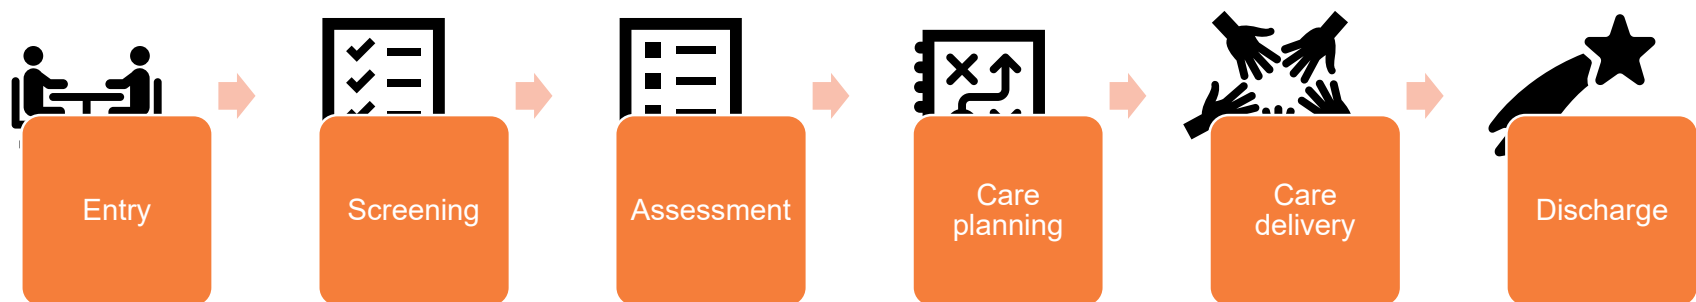 Entry
Screening
Assessment
Care
planning
Care
delivery
Discharge